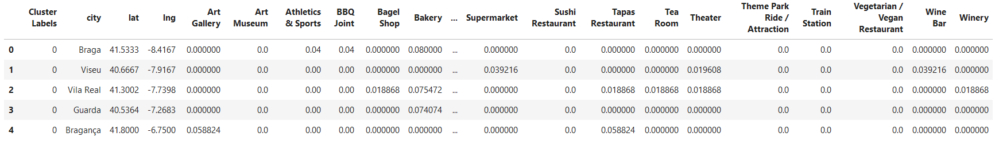 Cluster Labels city lat lng Art Gallery Art Museum Athletics & Sports BBQ Joint Bagel Shop Bakery ... Supermarket Sushi Restaurant Tapas Restaurant Tea Room Theater Theme Park Ride / Attraction Train Station Vegetarian / Vegan Restaurant Wine Bar Winery
0 0 Braga 41.5333 -8.4167 0.000000 0.0 0.04 0.04 0.000000 0.080000 ... 0.000000 0.0 0.000000 0.000000 0.000000 0.0 0.0 0.0 0.000000 0.000000
1 0 Viseu 40.6667 -7.9167 0.000000 0.0 0.00 0.00 0.000000 0.000000 ... 0.039216 0.0 0.000000 0.000000 0.019608 0.0 0.0 0.0 0.039216 0.000000
2 0 Vila Real 41.3002 -7.7398 0.000000 0.0 0.00 0.00 0.018868 0.075472 ... 0.000000 0.0 0.018868 0.018868 0.018868 0.0 0.0 0.0 0.000000 0.018868
3 0 Guarda 40.5364 -7.2683 0.000000 0.0 0.00 0.00 0.000000 0.074074 ... 0.000000 0.0 0.000000 0.000000 0.000000 0.0 0.0 0.0 0.000000 0.000000
4 0 Bragança 41.8000 -6.7500 0.058824 0.0 0.00 0.00 0.000000 0.000000 ... 0.000000 0.0 0.058824 0.000000 0.000000 0.0 0.0 0.0 0.000000 0.000000